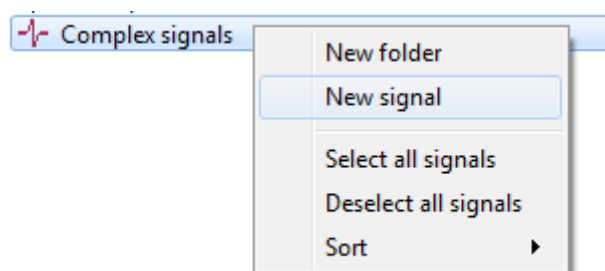 Complex signals
New folder
New signal
Select all signals
Deselect all signals
Sort